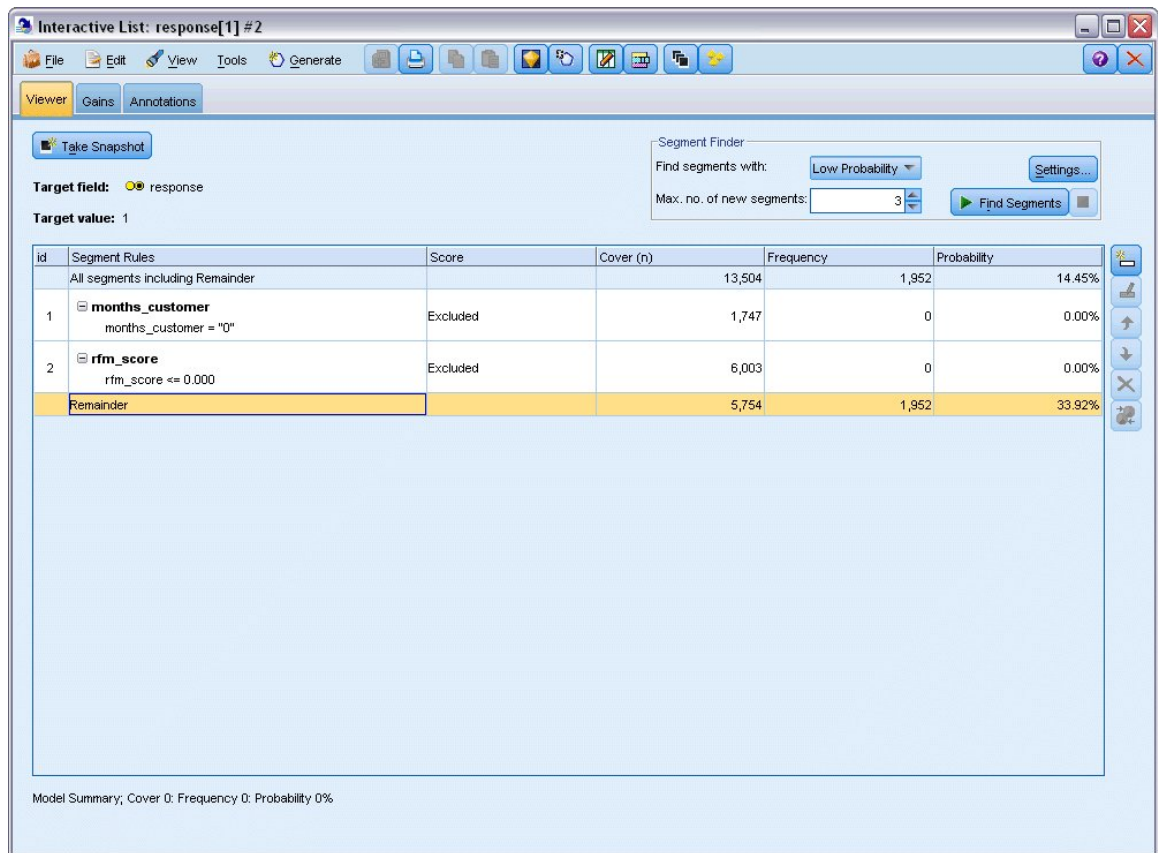 Interactive List: response[1] #2
File Edit View Tools Generate
Viewer Gains Annotations
Take Snapshot
Segment Finder
Find segments with: Low Probability Settings...
Target field: response
Max. no. of new segments: 3 Find Segments
Target value: 1
id Segment Rules Score Cover (n) Frequency Probability
All segments including Remainder 13,504 1,952 14.45%
months_customer
1 Excluded 1,747 0 0.00%
months_customer = "0"
rfm_score
2 Excluded 6,003 0 0.00%
rfm_score <= 0.000
Remainder 5,754 1,952 33.92%
Model Summary; Cover 0: Frequency 0: Probability 0%